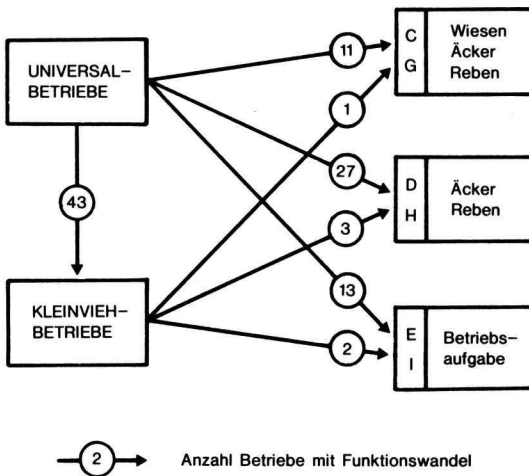 UNIVERSAL-
BETRIEBE
43
KLEINVIEH-
BETRIEBE
11
1
27
3
13
2
C
G
Wiesen
Äcker
Reben
D
H
Äcker
Reben
E
I
Betriebs-
aufgabe
2 Anzahl Betriebe mit Funktionswandel